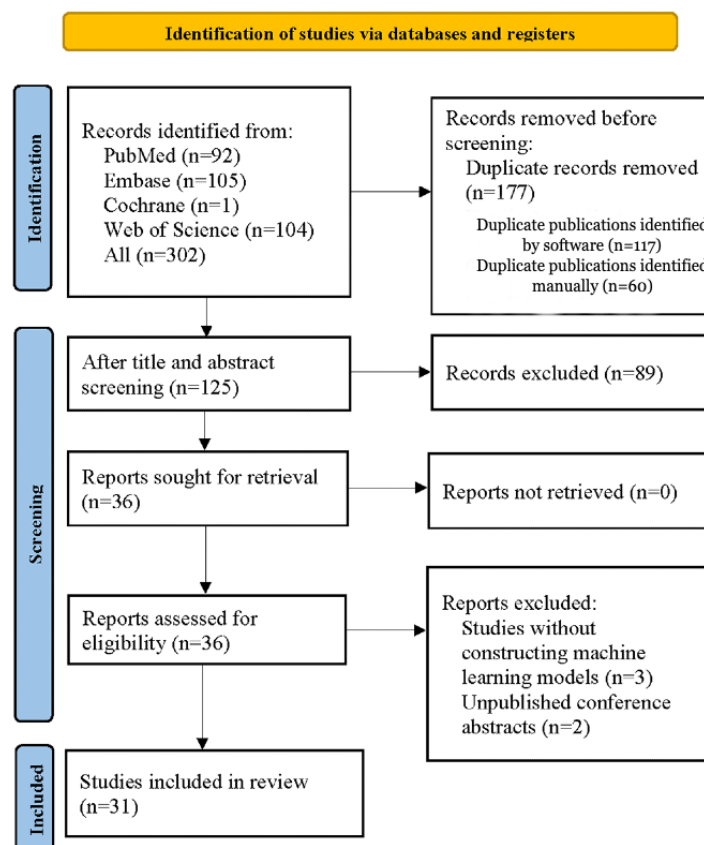 Identification of studies via databases and registers
Identification
Records identified from:
PubMed (n=92)
Embase (n=105)
Cochrane (n=1)
Web of Science (n=104)
All (n=302)
Records removed before
screening:
Duplicate records removed
(n=177)
Duplicate publications identified
by software (n=117)
Duplicate publications identified
manually (n=60)
Screening
After title and abstract
screening (n=125)
Records excluded (n=89)
Reports sought for retrieval
(n=36)
Reports not retrieved (n=0)
Reports assessed for
eligibility (n=36)
Reports excluded:
Studies without
constructing machine
learning models (n=3)
Unpublished conference
abstracts (n=2)
Included
Studies included in review
(n=31)